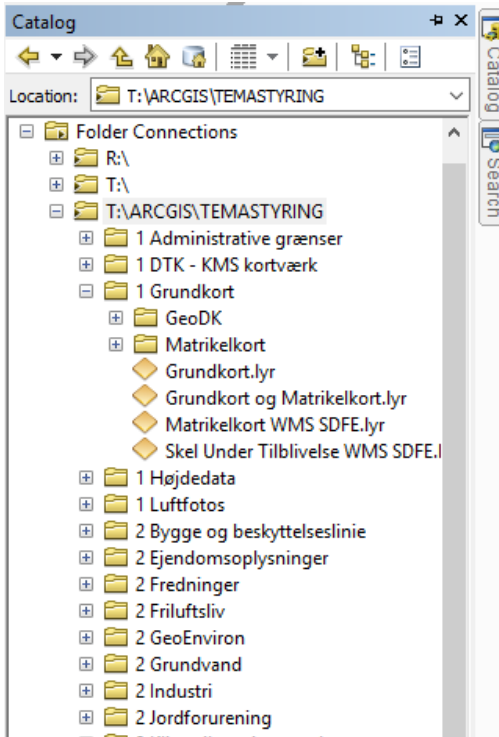 Catalog
Location: T:\ARCGIS\TEMASTYRING
Folder Connections
R:\
T:\
T:\ARCGIS\TEMASTYRING
1 Administrative grænser
1 DTK - KMS kortværk
1 Grundkort
GeoDK
Matrikelkort
Grundkort.lyr
Grundkort og Matrikelkort.lyr
Matrikelkort WMS SDFE.lyr
Skel Under Tilblivelse WMS SDFE.l
1 Højdedata
1 Luftfotos
2 Bygge og beskyttelseslinie
2 Ejendomsoplysninger
2 Fredninger
2 Friluftsliv
2 GeoEnviron
2 Grundvand
2 Industri
2 Jordforurening
Catalog
Search